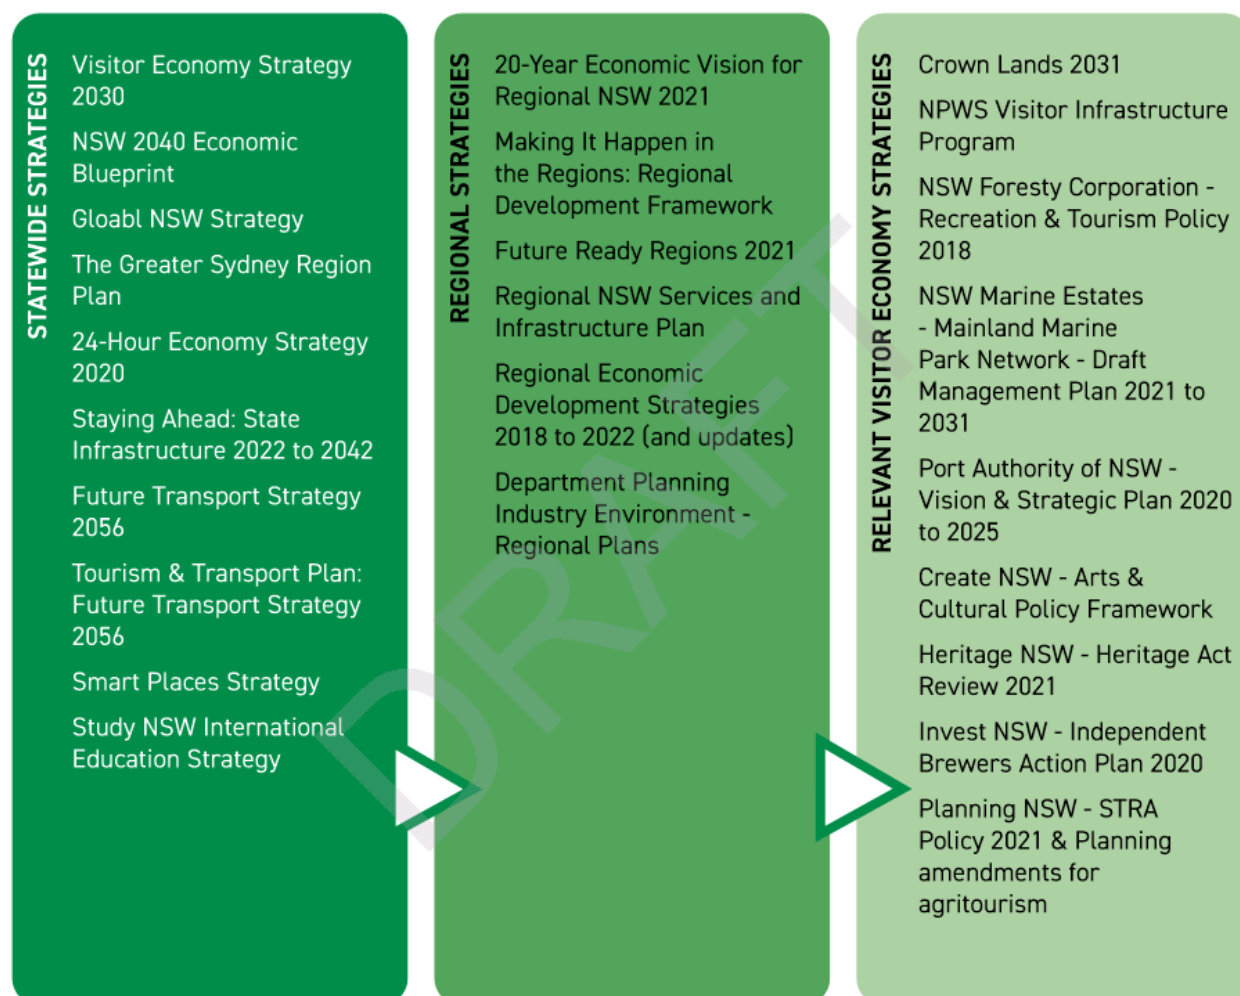 STATEWIDE STRATEGIES
Visitor Economy Strategy
2030
NSW 2040 Economic
Blueprint
Gloabl NSW Strategy
The Greater Sydney Region
Plan
24-Hour Economy Strategy
2020
Staying Ahead: State
Infrastructure 2022 to 2042
Future Transport Strategy
2056
Tourism & Transport Plan:
Future Transport Strategy
2056
Smart Places Strategy
Study NSW International
Education Strategy
REGIONAL STRATEGIES
20-Year Economic Vision for
Regional NSW 2021
Making It Happen in
the Regions: Regional
Development Framework
Future Ready Regions 2021
Regional NSW Services and
Infrastructure Plan
Regional Economic
Development Strategies
2018 to 2022 (and updates)
Department Planning
Industry Environment -
Regional Plans
RELEVANT VISITOR ECONOMY STRATEGIES
Crown Lands 2031
NPWS Visitor Infrastructure
Program
NSW Foresty Corporation -
Recreation & Tourism Policy
2018
NSW Marine Estates
- Mainland Marine
Park Network - Draft
Management Plan 2021 to
2031
Port Authority of NSW -
Vision & Strategic Plan 2020
to 2025
Create NSW - Arts &
Cultural Policy Framework
Heritage NSW - Heritage Act
Review 2021
Invest NSW - Independent
Brewers Action Plan 2020
Planning NSW - STRA
Policy 2021 & Planning
amendments for
agritourism
DRAFT